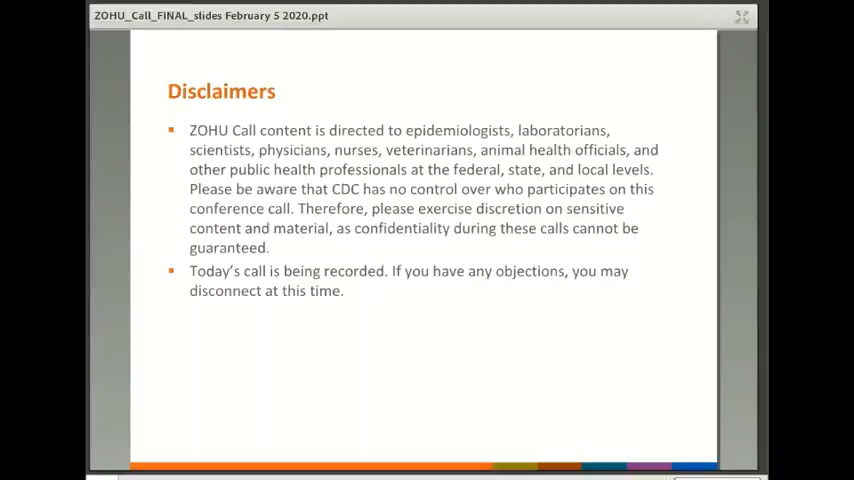 ZOHU_Call_FINAL_slides February 5 2020.ppt
Disclaimers
▪ ZOHU Call content is directed to epidemiologists, laboratorians,
scientists, physicians, nurses, veterinarians, animal health officials, and
other public health professionals at the federal, state, and local levels.
Please be aware that CDC has no control over who participates on this
conference call. Therefore, please exercise discretion on sensitive
content and material, as confidentiality during these calls cannot be
guaranteed.
▪ Today's call is being recorded. If you have any objections, you may
disconnect at this time.